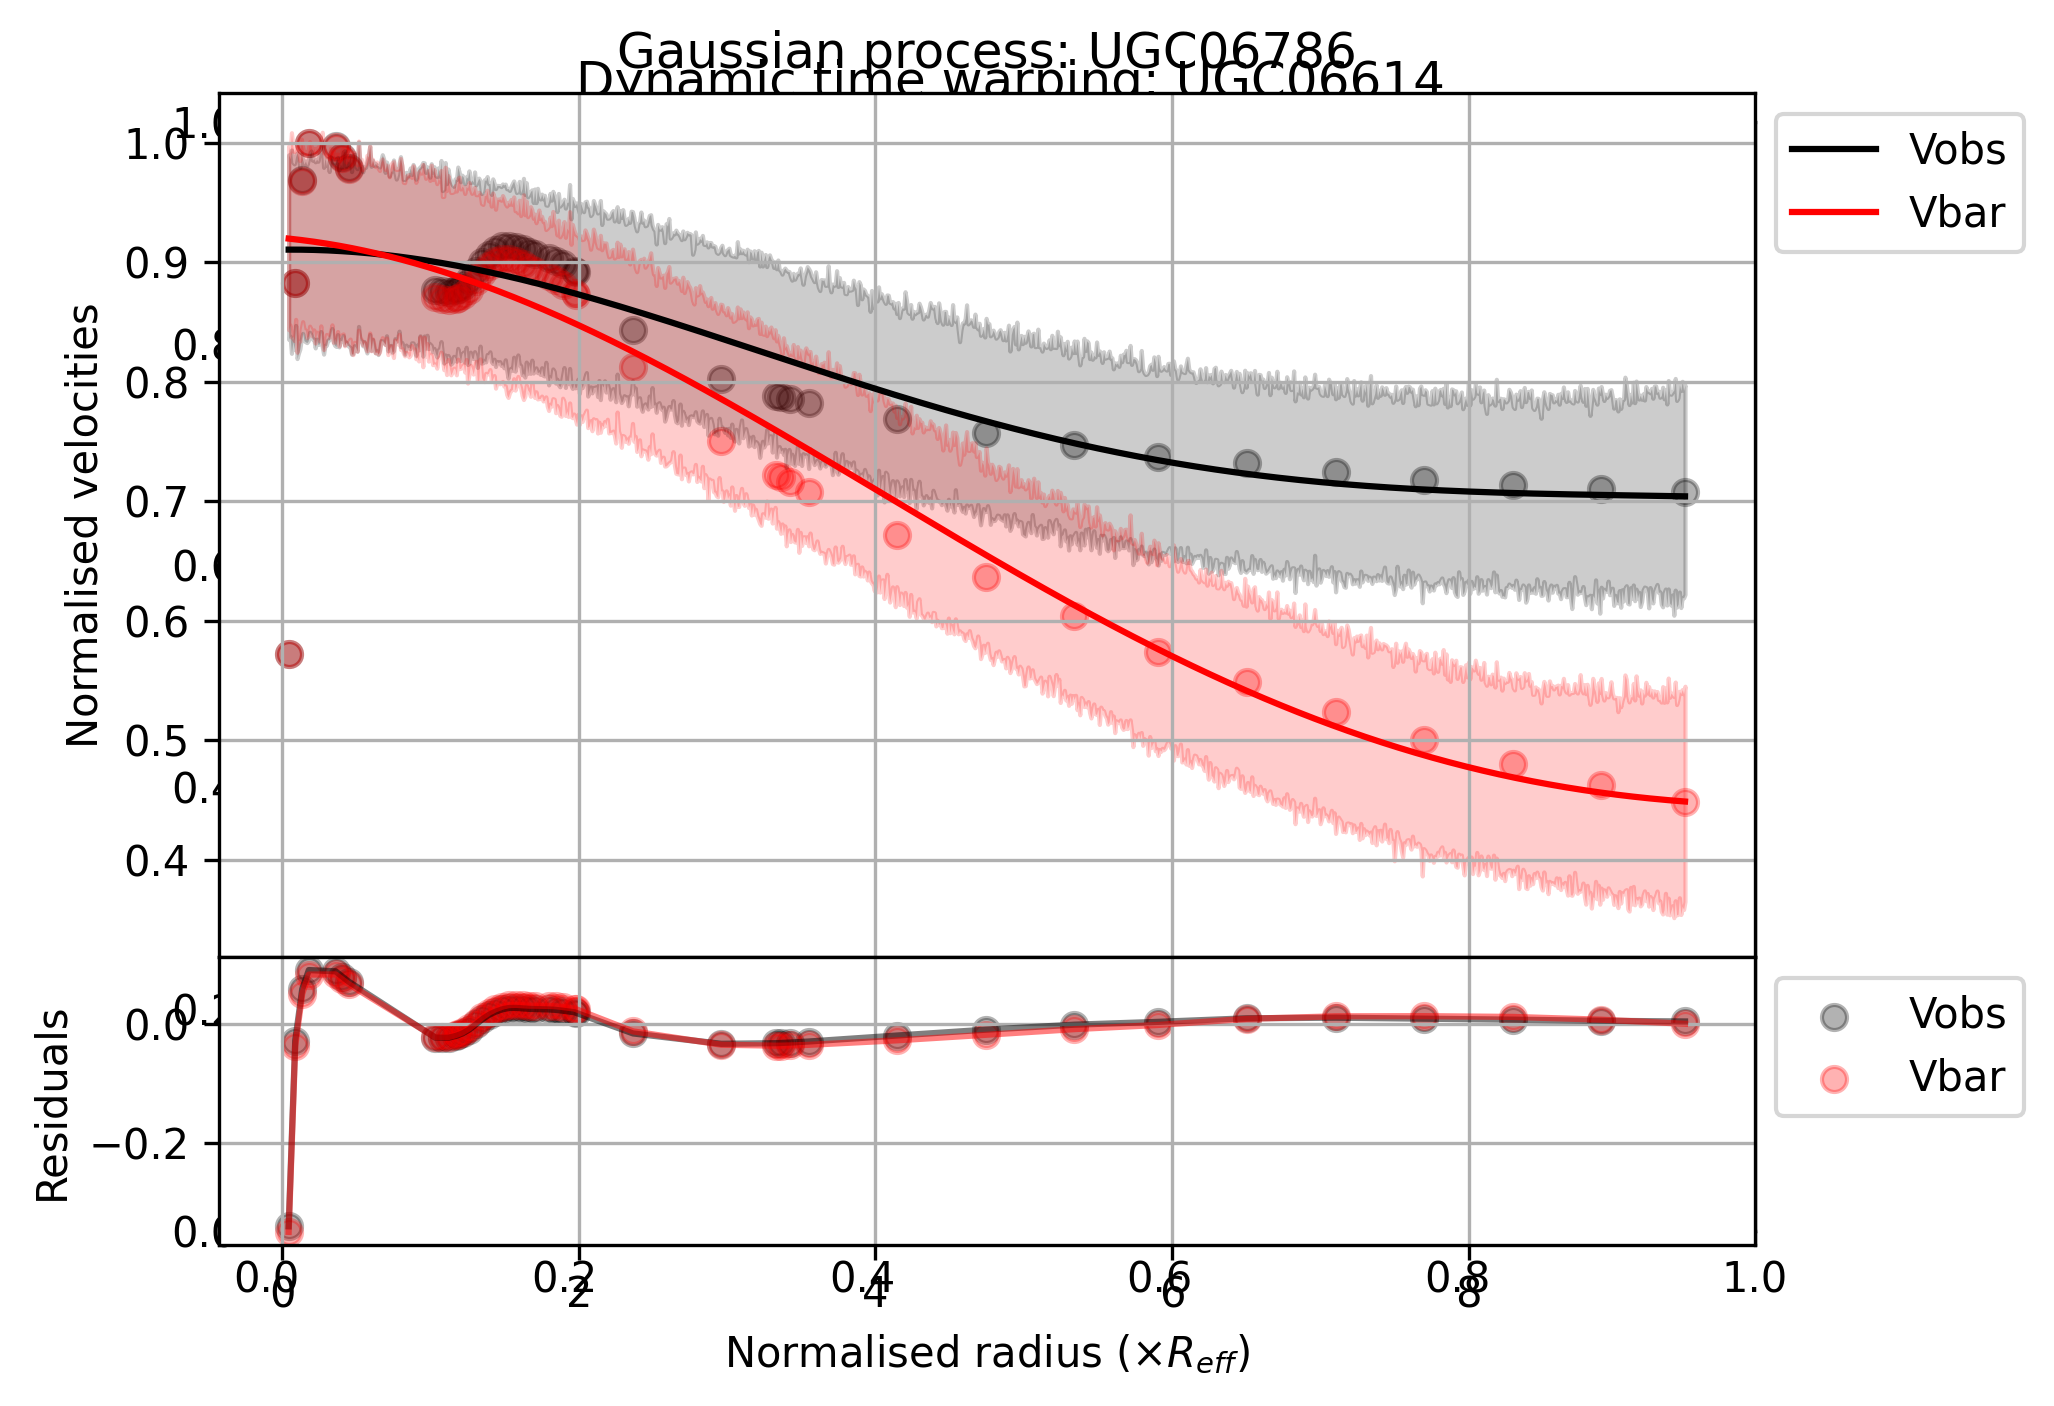 Gaussian process: UGC06786
Dynamic time warping: UGC06614
Normalised velocities
1.0
0.9
0.8
0.7
0.6
0.5
0.4
Vobs
Vbar
Residuals
0.0
−0.2
Vobs
Vbar
0.0 0.2 0.4 0.6 0.8 1.0
0 2 4 6 8
Normalised radius (×R_eff)